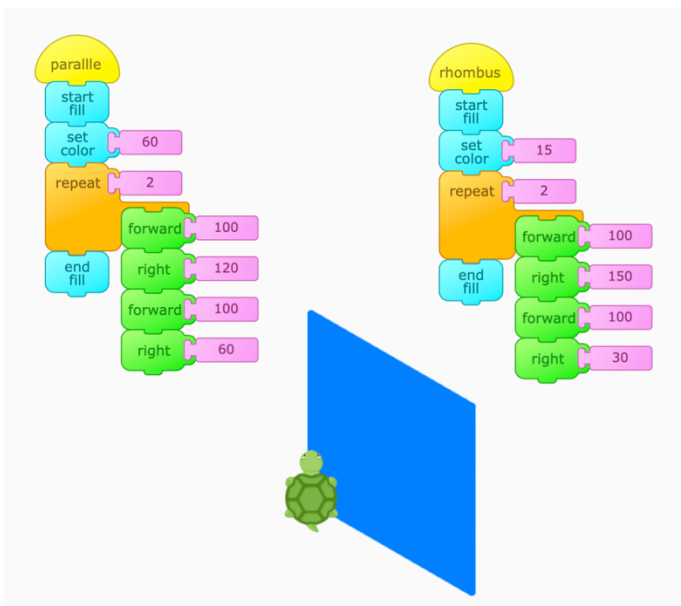 parallle
start
fill
set
color
60
repeat
2
forward
100
right
120
forward
100
right
60
end
fill
rhombus
start
fill
set
color
15
repeat
2
forward
100
right
150
forward
100
right
30
end
fill